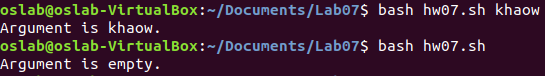 oslab@oslab-VirtualBox:~/Documents/Lab07$ bash hw07.sh khaow
Argument is khaow.
oslab@oslab-VirtualBox:~/Documents/Lab07$ bash hw07.sh
Argument is empty.